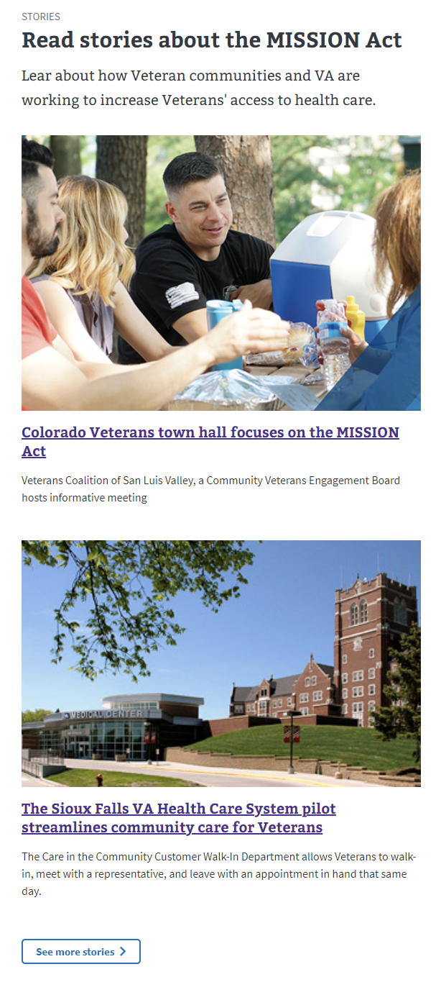 STORIES
Read stories about the MISSION Act
Lear about how Veteran communities and VA are
working to increase Veterans' access to health care.
Colorado Veterans town hall focuses on the MISSION
Act
Veterans Coalition of San Luis Valley, a Community Veterans Engagement Board
hosts informative meeting
MEDICAL CENTER
The Sioux Falls VA Health Care System pilot
streamlines community care for Veterans
The Care in the Community Customer Walk-In Department allows Veterans to walk-
in, meet with a representative, and leave with an appointment in hand that same
day.
See more stories